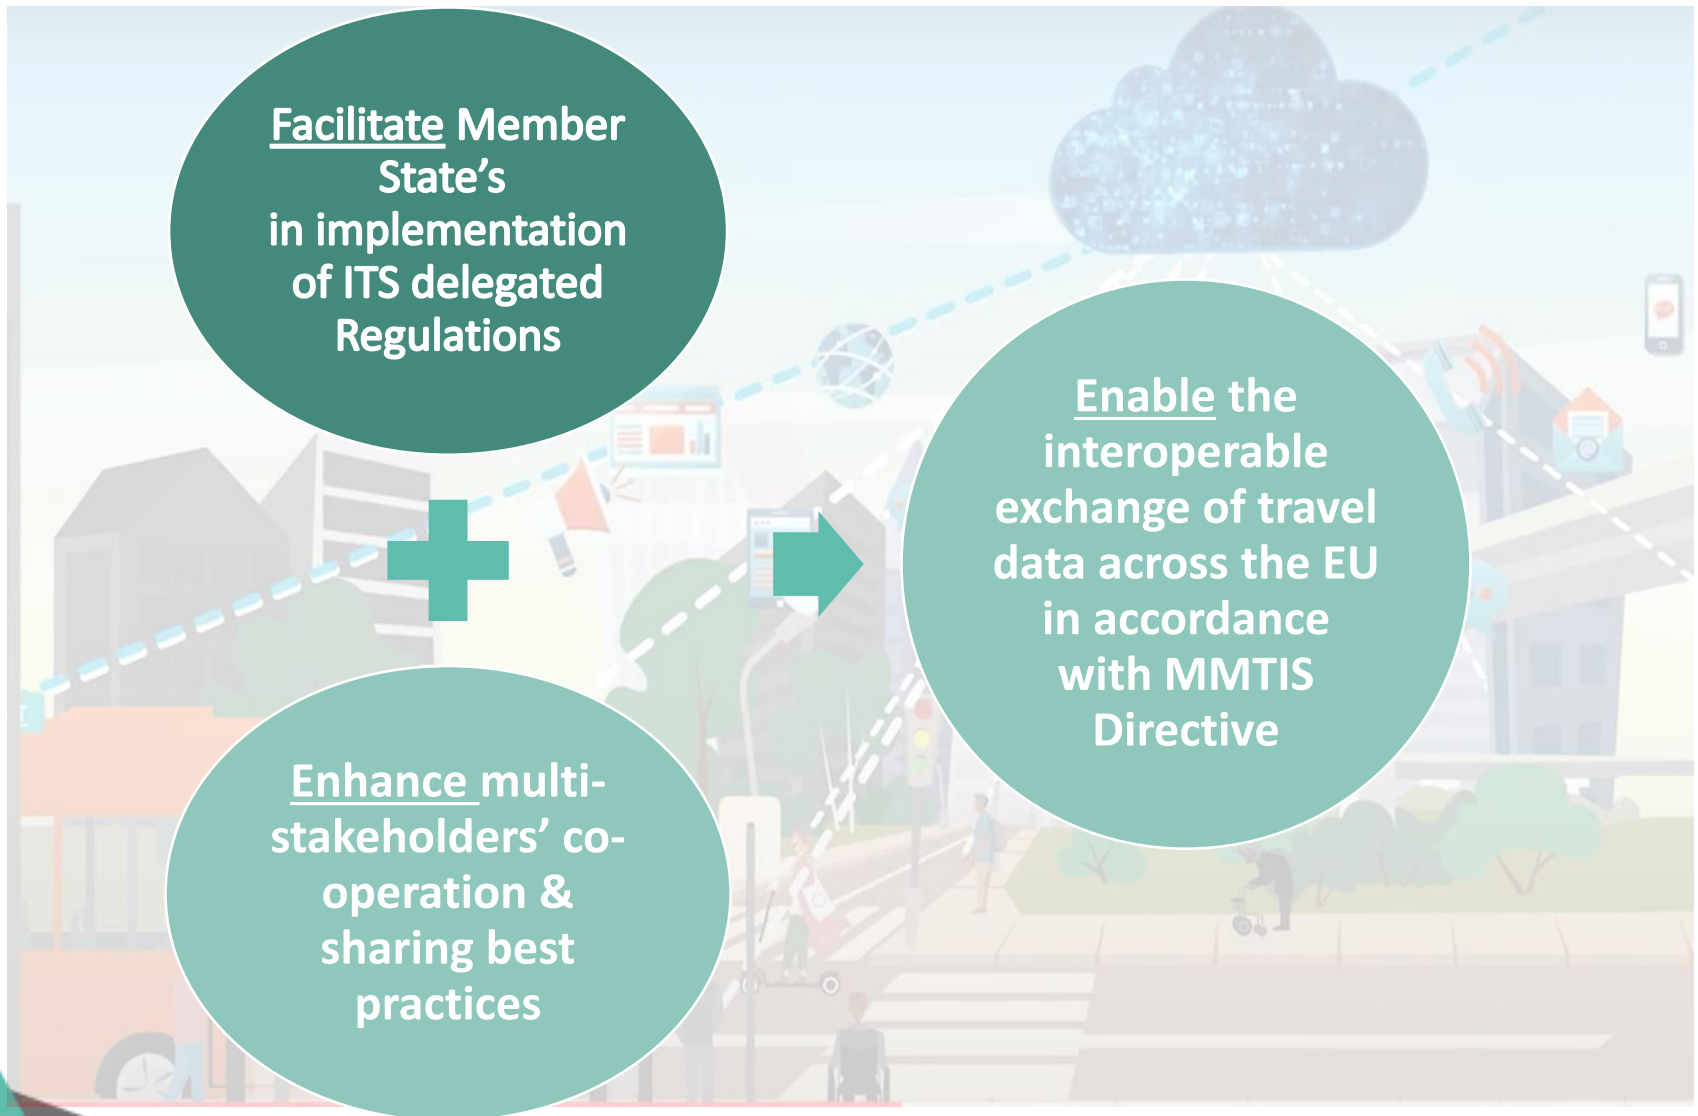 Facilitate Member
State’s
in implementation
of ITS delegated
Regulations
Enhance multi-
stakeholders’ co-
operation &
sharing best
practices
Enable the
interoperable
exchange of travel
data across the EU
in accordance
with MMTIS
Directive